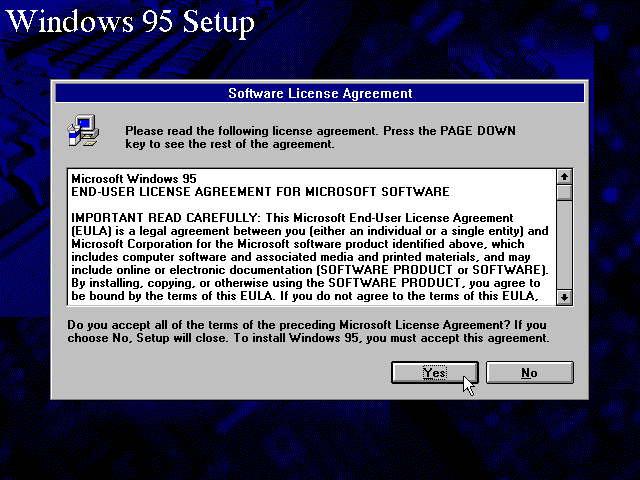 Windows 95 Setup
Software License Agreement
Please read the following license agreement. Press the PAGE DOWN
key to see the rest of the agreement.
Microsoft Windows 95
END-USER LICENSE AGREEMENT FOR MICROSOFT SOFTWARE
IMPORTANT READ CAREFULLY: This Microsoft End-User License Agreement
(EULA) is a legal agreement between you (either an individual or a single entity) and
Microsoft Corporation for the Microsoft software product identified above, which
includes computer software and associated media and printed materials, and may
include online or electronic documentation (SOFTWARE PRODUCT or SOFTWARE).
By installing, copying, or otherwise using the SOFTWARE PRODUCT, you agree to
be bound by the terms of this EULA. If you do not agree to the terms of this EULA,
Do you accept all of the terms of the preceding Microsoft License Agreement? If you
choose No, Setup will close. To install Windows 95, you must accept this agreement.
Yes
No